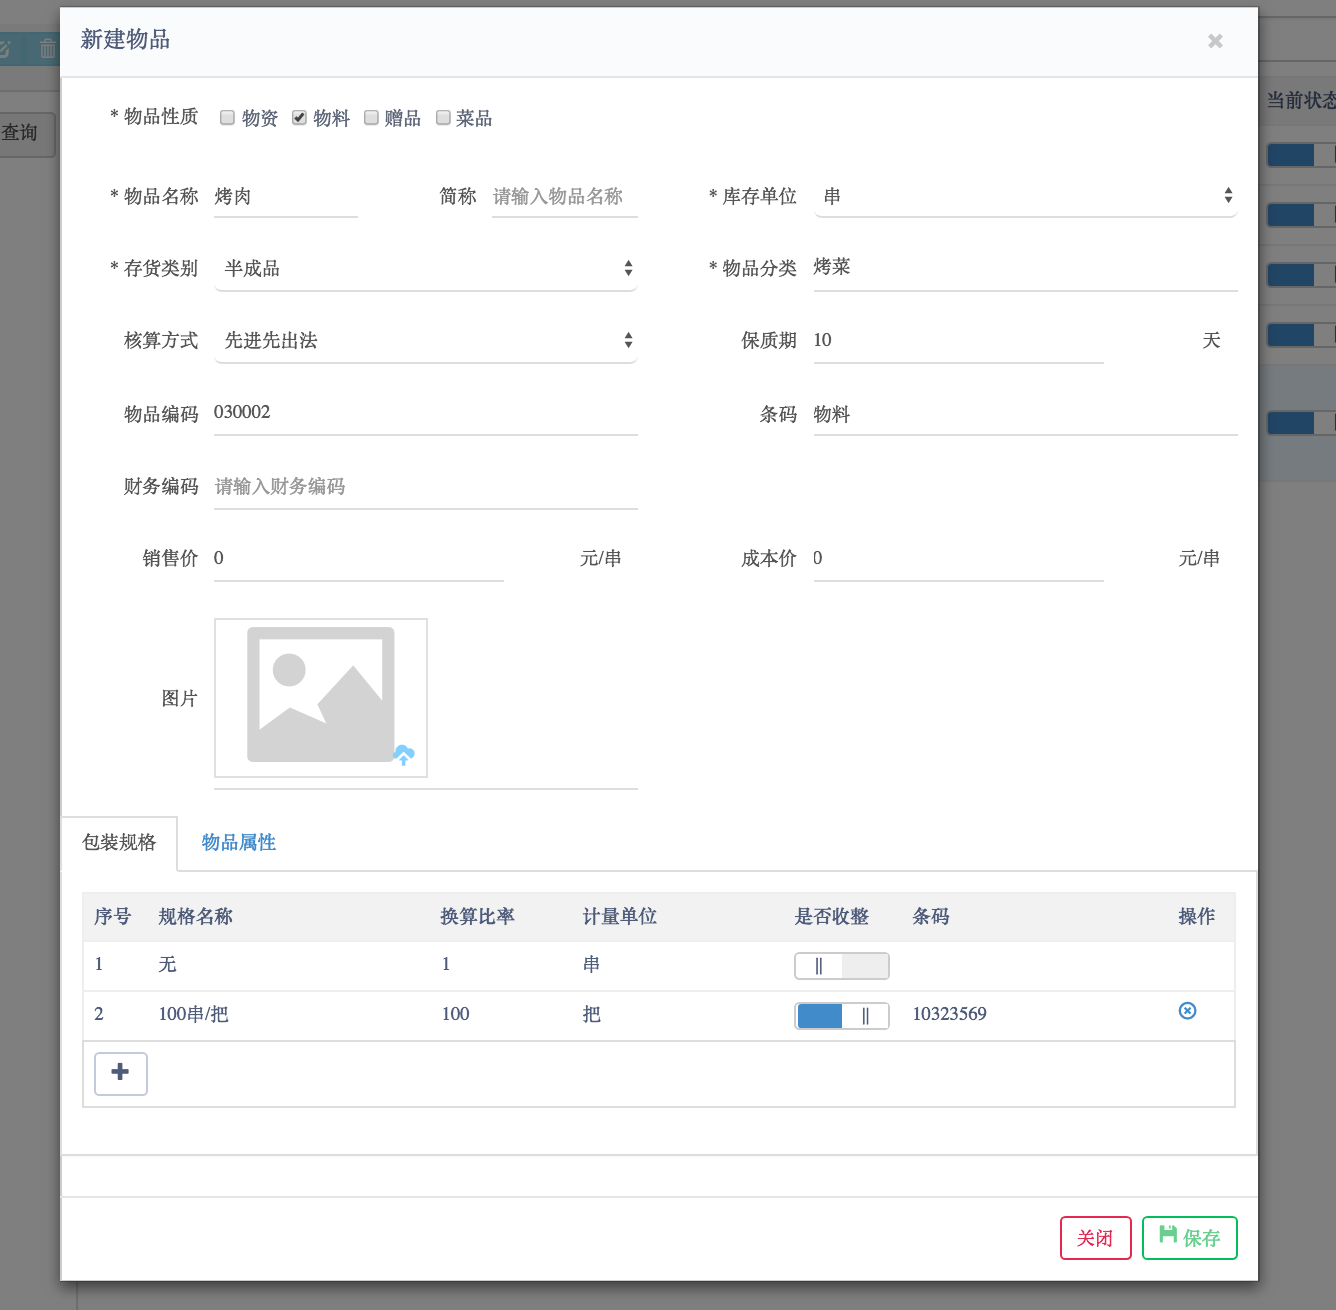 新建物品
查询
当前状态
* 物品性质 物资 物料 赠品 菜品
* 物品名称 烤肉 简称 请输入物品名称 * 库存单位 串
* 存货类别 半成品 * 物品分类 烤菜
核算方式 先进先出法 保质期 10 天
物品编码 030002 条码 物料
财务编码 请输入财务编码
销售价 0 元/串 成本价 0 元/串
图片
包装规格 物品属性
序号 规格名称 换算比率 计量单位 是否收整 条码 操作
1 无 1 串
2 100串/把 100 把 10323569
关闭 保存